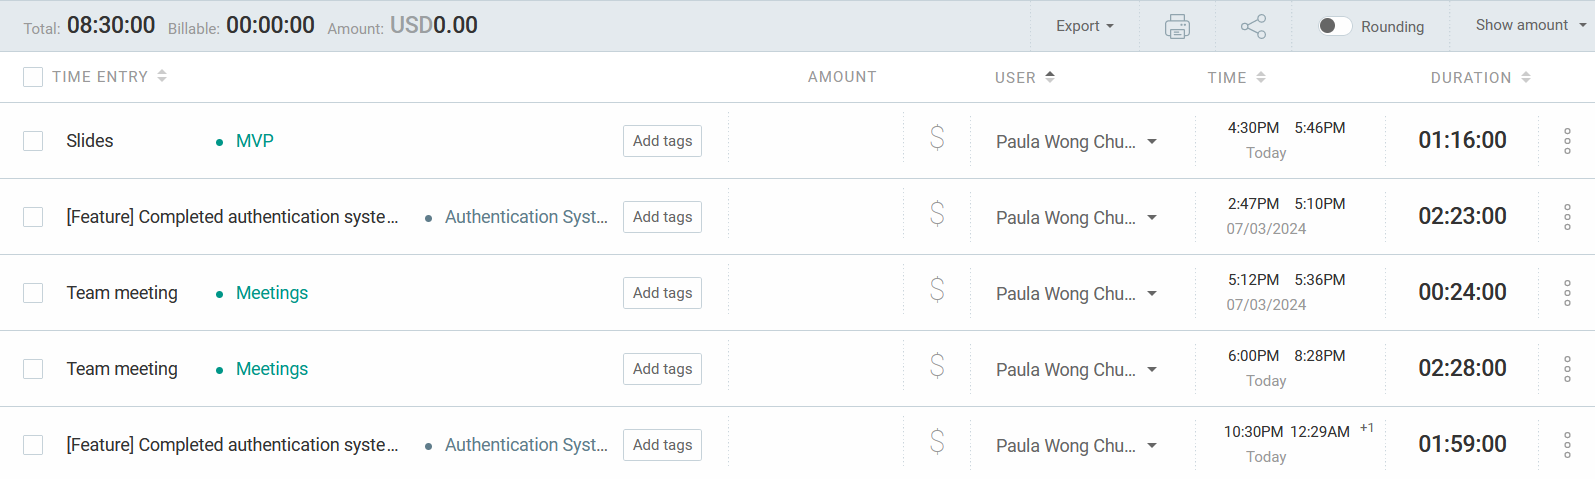 Total: 08:30:00 Billable: 00:00:00 Amount: USD0.00 Export Rounding Show amount
TIME ENTRY AMOUNT USER TIME DURATION
Slides MVP Add tags $ Paula Wong Chu... 4:30PM 5:46PM 01:16:00
Today
[Feature] Completed authentication syste... Authentication Syst... Add tags $ Paula Wong Chu... 2:47PM 5:10PM 02:23:00
07/03/2024
Team meeting Meetings Add tags $ Paula Wong Chu... 5:12PM 5:36PM 00:24:00
07/03/2024
Team meeting Meetings Add tags $ Paula Wong Chu... 6:00PM 8:28PM 02:28:00
Today
[Feature] Completed authentication syste... Authentication Syst... Add tags $ Paula Wong Chu... 10:30PM 12:29AM +1 01:59:00
Today